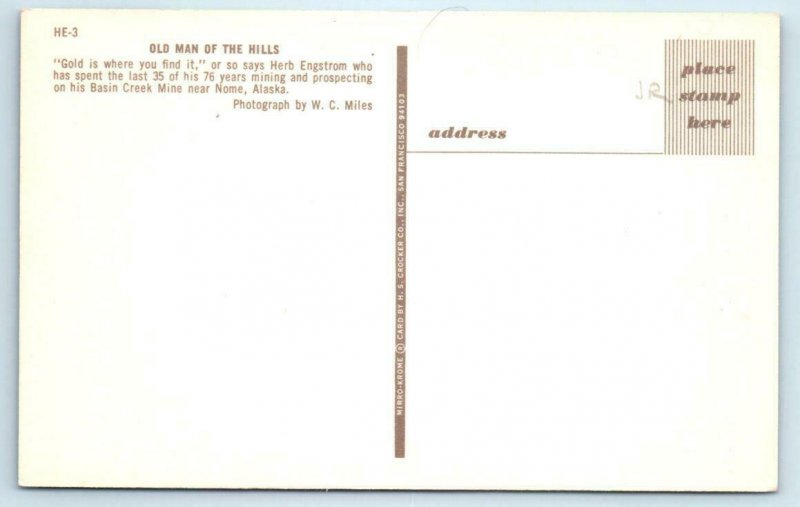 HE-3
OLD MAN OF THE HILLS
"Gold is where you find it," or so says Herb Engstrom who
has spent the last 35 of his 76 years mining and prospecting
on his Basin Creek Mine near Nome, Alaska.
Photograph by W. C. Miles
MIRRO-KROME ® CARD BY H. S. CROCKER CO., INC., SAN FRANCISCO 94103
address
JR
place
stamp
here